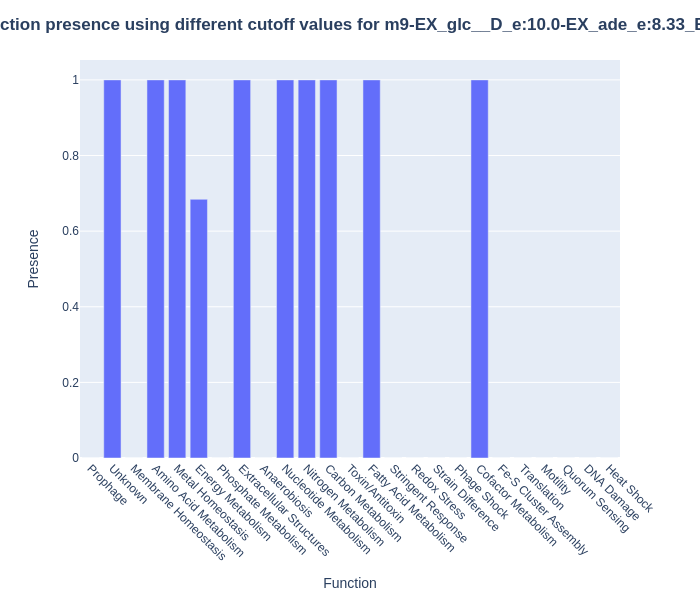 ction presence using different cutoff values for m9-EX_glc__D_e:10.0-EX_ade_e:8.33_E
Presence
1
0.8
0.6
0.4
0.2
0
Prophage
Unknown
Membrane Homeostasis
Amino Acid Metabolism
Metal Homeostasis
Energy Metabolism
Phosphate Metabolism
Extracellular Structures
Anaerobiosis
Nucleotide Metabolism
Nitrogen Metabolism
Carbon Metabolism
Toxin/Antitoxin
Fatty Acid Metabolism
Stringent Response
Redox Stress
Strain Difference
Phage Shock
Cofactor Metabolism
Fe-S Cluster Assembly
Translation
Motility
Quorum Sensing
DNA Damage
Heat Shock
Function